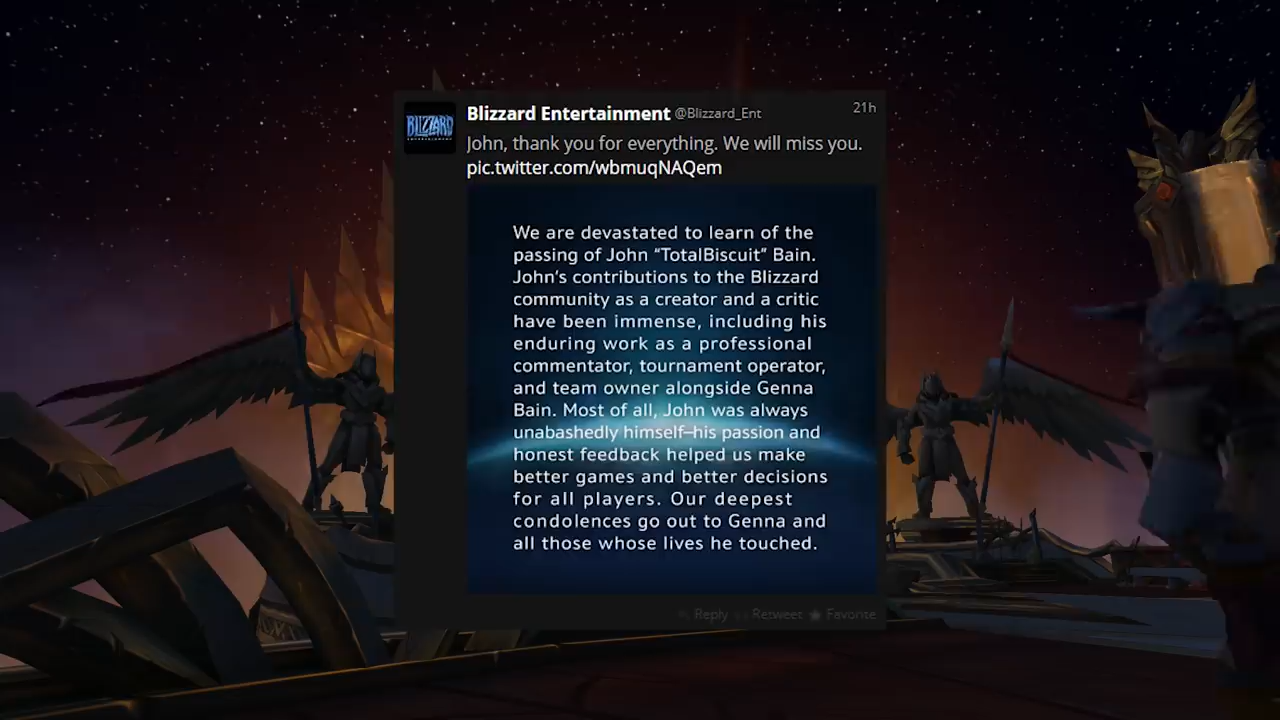 Blizzard Entertainment @Blizzard_Ent 21h
BLIZZARD
ENTERTAINMENT
John, thank you for everything. We will miss you.
pic.twitter.com/wbmuqNAQem
We are devastated to learn of the
passing of John “TotalBiscuit” Bain.
John’s contributions to the Blizzard
community as a creator and a critic
have been immense, including his
enduring work as a professional
commentator, tournament operator,
and team owner alongside Genna
Bain. Most of all, John was always
unabashedly himself—his passion and
honest feedback helped us make
better games and better decisions
for all players. Our deepest
condolences go out to Genna and
all those whose lives he touched.
Reply Retweet Favorite